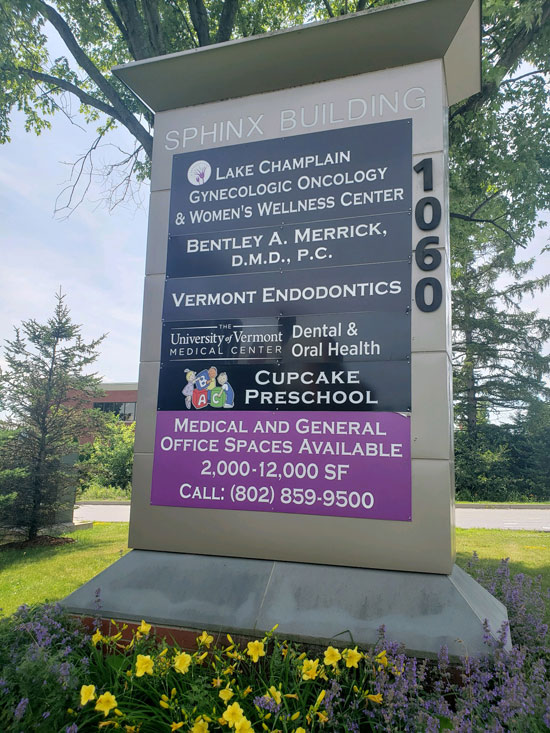 SPHINX BUILDING
1060
LAKE CHAMPLAIN
GYNECOLOGIC ONCOLOGY
& WOMEN'S WELLNESS CENTER
BENTLEY A. MERRICK,
D.M.D., P.C.
VERMONT ENDODONTICS
THE
University of Vermont
MEDICAL CENTER
Dental &
Oral Health
B A C
CUPCAKE
PRESCHOOL
MEDICAL AND GENERAL
OFFICE SPACES AVAILABLE
2,000-12,000 SF
CALL: (802) 859-9500